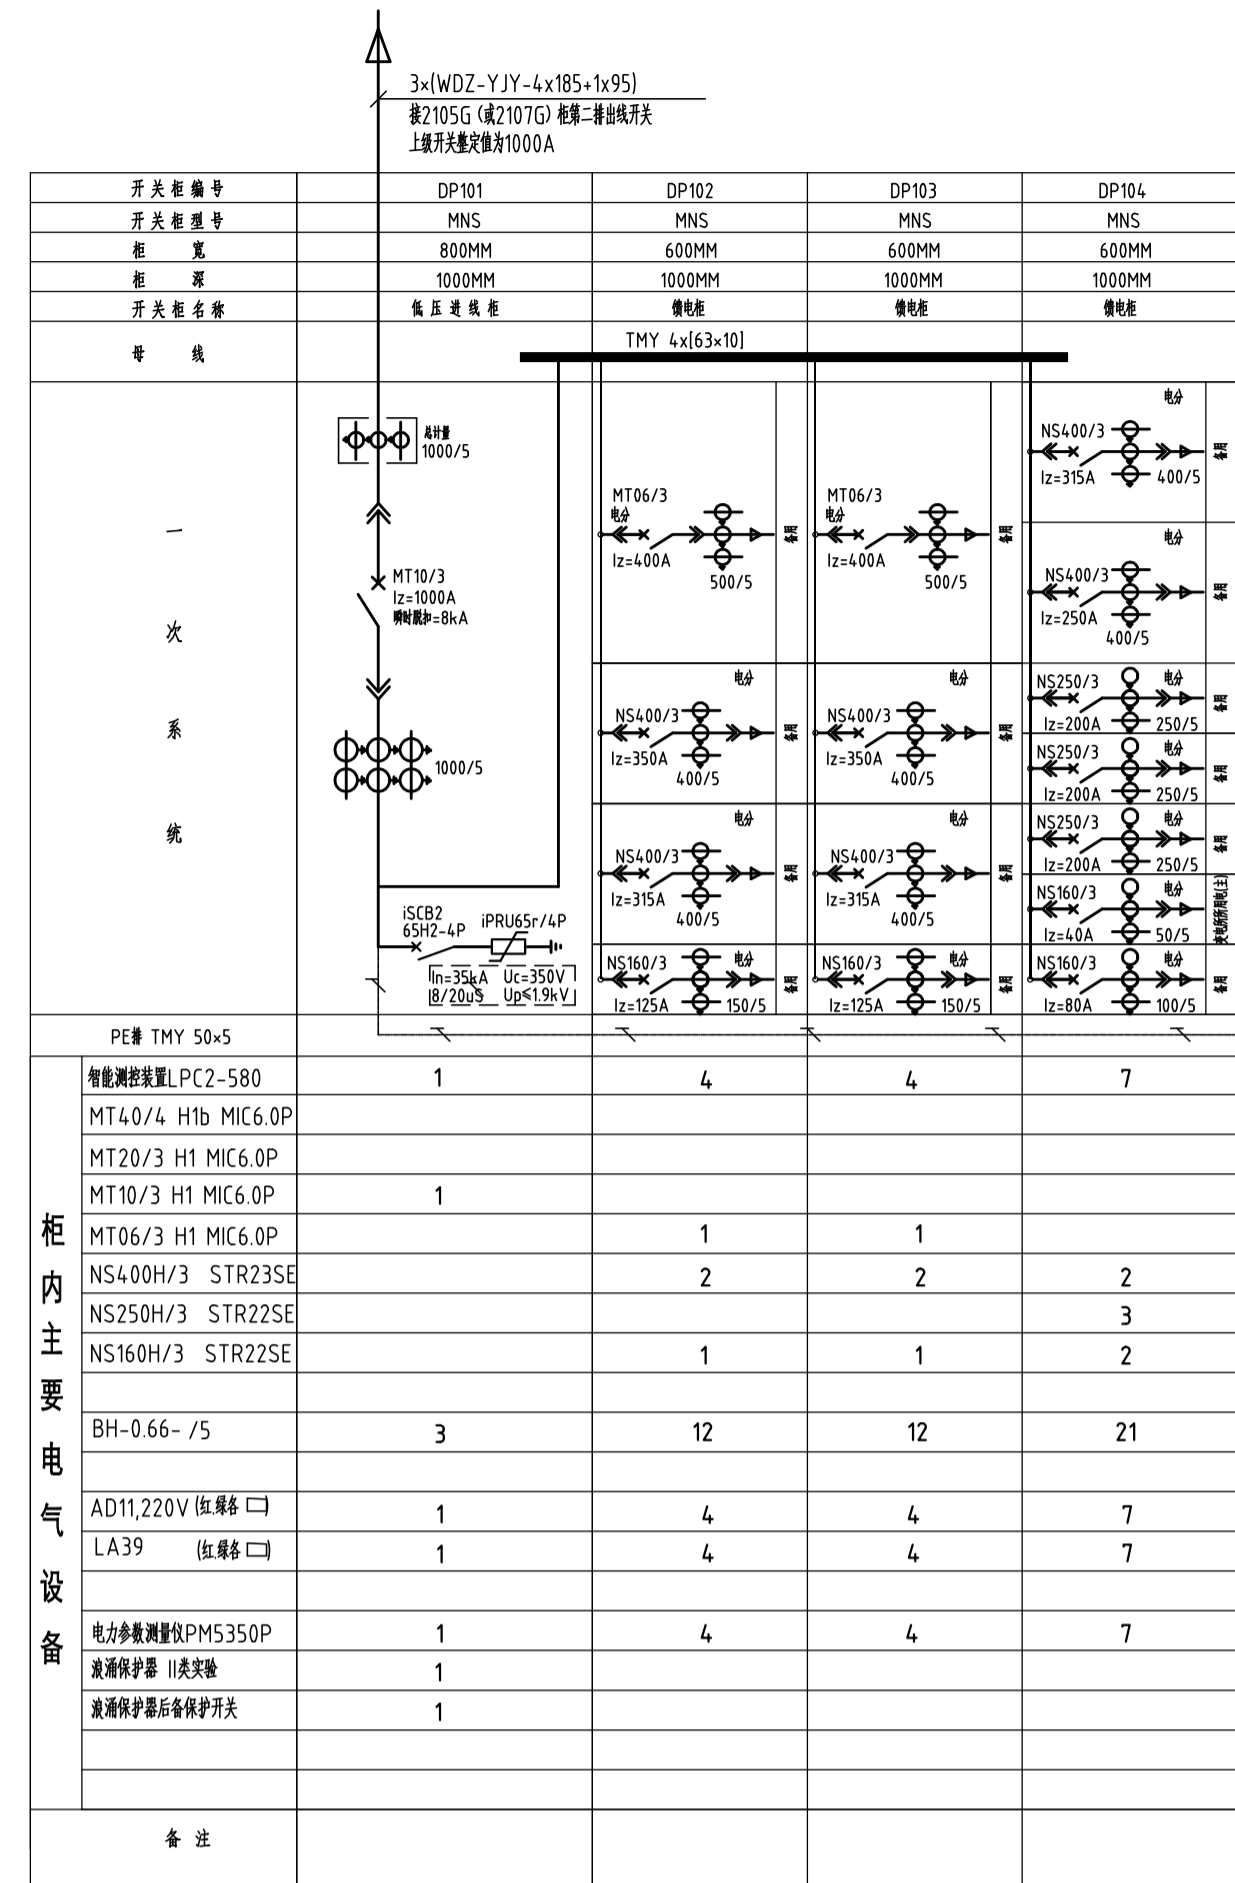 3×(WDZ-YJY-4x185+1x95)
接2105G (或2107G) 柜第二排出线开关
上级开关整定值为1000A
开关柜编号 DP101 DP102 DP103 DP104
开关柜型号 MNS MNS MNS MNS
柜 宽 800MM 600MM 600MM 600MM
柜 深 1000MM 1000MM 1000MM 1000MM
开关柜名称 低压进线柜 馈电柜 馈电柜 馈电柜
母 线 TMY 4x[63×10]
一次系统
总计量
1000/5
MT10/3
Iz=1000A
瞬时脱扣=8kA
1000/5
iSCB2
65H2-4P
iPRU65r/4P
In=35kA Uc=350V
8/20uS Up≤1.9kV
MT06/3
电分
Iz=400A
500/5
备用
电分
NS400/3
Iz=350A
400/5
备用
电分
NS400/3
Iz=315A
400/5
备用
NS160/3
电分
Iz=125A
150/5
备用
MT06/3
电分
Iz=400A
500/5
备用
电分
NS400/3
Iz=350A
400/5
备用
电分
NS400/3
Iz=315A
400/5
备用
NS160/3
电分
Iz=125A
150/5
备用
电分
NS400/3
Iz=315A
400/5
备用
电分
NS400/3
Iz=250A
400/5
备用
NS250/3
电分
Iz=200A
250/5
备用
NS250/3
电分
Iz=200A
250/5
备用
NS250/3
电分
Iz=200A
250/5
备用
NS160/3
电分
Iz=40A
50/5
变电所所用电(主)
NS160/3
电分
Iz=80A
100/5
备用
PE排 TMY 50×5
柜内主要电气设备
智能测控装置LPC2-580 1 4 4 7
MT40/4 H1b MIC6.0P
MT20/3 H1 MIC6.0P
MT10/3 H1 MIC6.0P 1
MT06/3 H1 MIC6.0P 1 1
NS400H/3 STR23SE 2 2 2
NS250H/3 STR22SE 3
NS160H/3 STR22SE 1 1 2
BH-0.66- /5 3 12 12 21
AD11,220V (红.绿各 □) 1 4 4 7
LA39 (红绿各 □) 1 4 4 7
电力参数测量仪PM5350P 1 4 4 7
浪涌保护器 II类实验 1
浪涌保护器后备保护开关 1
备 注